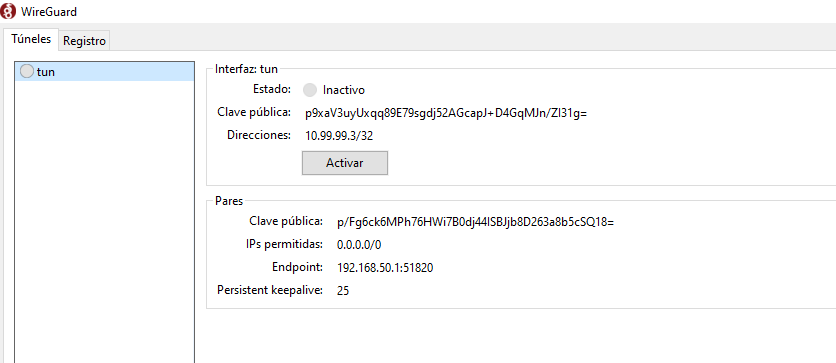 WireGuard
Túneles Registro
tun
Interfaz: tun
Estado: Inactivo
Clave pública: p9xaV3uyUxqq89E79sgdj52AGcapJ+D4GqMJn/ZI31g=
Direcciones: 10.99.99.3/32
Activar
Pares
Clave pública: p/Fg6ck6MPh76HWi7B0dj44ISBJjb8D263a8b5cSQ18=
IPs permitidas: 0.0.0.0/0
Endpoint: 192.168.50.1:51820
Persistent keepalive: 25